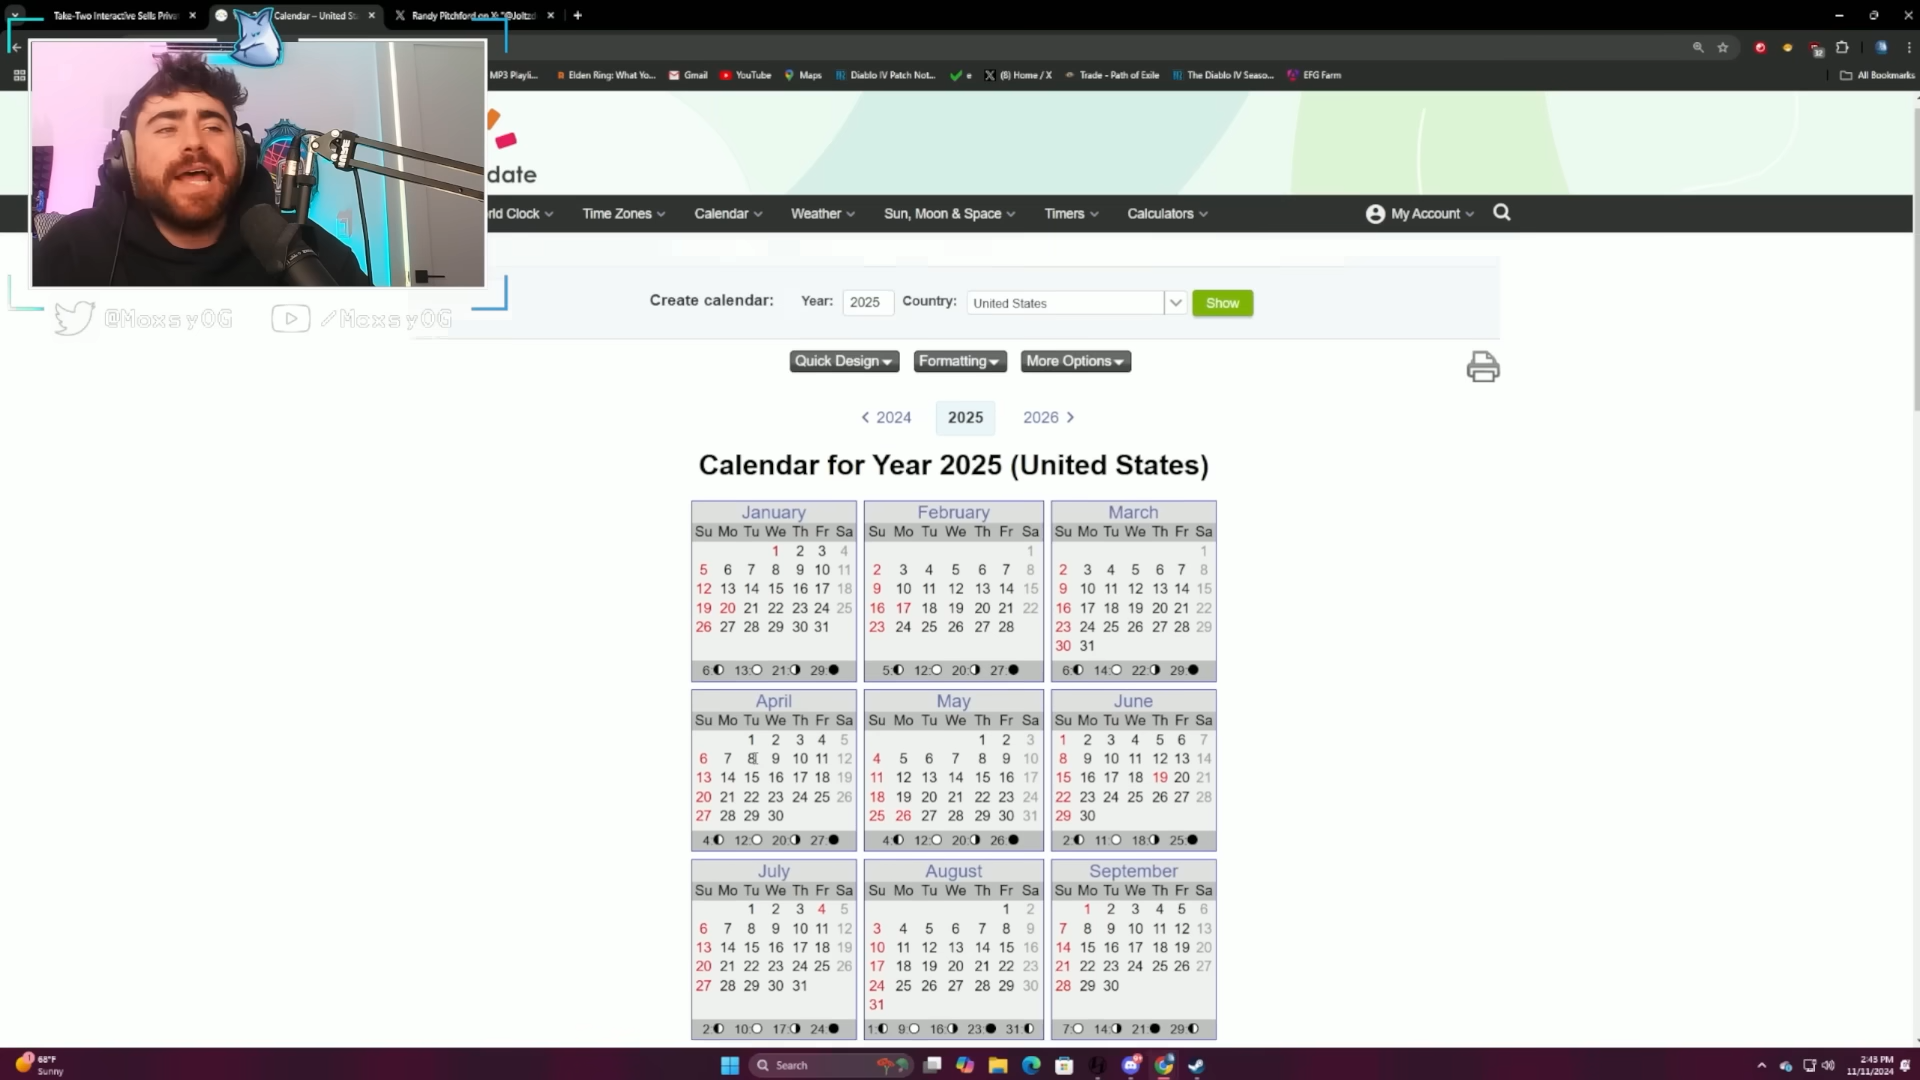 Take-Two Interactive Sells Priva
Calendar – United St
Randy Pitchford on X: "@Joltzd
MP3 Playli...
Elden Ring: What Yo...
Gmail
YouTube
Maps
Diablo IV Patch Not...
e
(8) Home / X
Trade - Path of Exile
The Diablo IV Seaso...
EFG Farm
All Bookmarks
32
date
rld Clock
Time Zones
Calendar
Weather
Sun, Moon & Space
Timers
Calculators
My Account
@MoxsyOG
/MoxsyOG
Create calendar:
Year:
2025
Country:
United States
Show
Quick Design
Formatting
More Options
2024
2025
2026
Calendar for Year 2025 (United States)
January
Su Mo Tu We Th Fr Sa
1 2 3 4
5 6 7 8 9 10 11
12 13 14 15 16 17 18
19 20 21 22 23 24 25
26 27 28 29 30 31
6: 13: 21: 29:
February
Su Mo Tu We Th Fr Sa
1
2 3 4 5 6 7 8
9 10 11 12 13 14 15
16 17 18 19 20 21 22
23 24 25 26 27 28
5: 12: 20: 27:
March
Su Mo Tu We Th Fr Sa
1
2 3 4 5 6 7 8
9 10 11 12 13 14 15
16 17 18 19 20 21 22
23 24 25 26 27 28 29
30 31
6: 14: 22: 29:
April
Su Mo Tu We Th Fr Sa
1 2 3 4 5
6 7 8 9 10 11 12
13 14 15 16 17 18 19
20 21 22 23 24 25 26
27 28 29 30
4: 12: 20: 27:
May
Su Mo Tu We Th Fr Sa
1 2 3
4 5 6 7 8 9 10
11 12 13 14 15 16 17
18 19 20 21 22 23 24
25 26 27 28 29 30 31
4: 12: 20: 26:
June
Su Mo Tu We Th Fr Sa
1 2 3 4 5 6 7
8 9 10 11 12 13 14
15 16 17 18 19 20 21
22 23 24 25 26 27 28
29 30
2: 11: 18: 25:
July
Su Mo Tu We Th Fr Sa
1 2 3 4 5
6 7 8 9 10 11 12
13 14 15 16 17 18 19
20 21 22 23 24 25 26
27 28 29 30 31
2: 10: 17: 24:
August
Su Mo Tu We Th Fr Sa
1 2
3 4 5 6 7 8 9
10 11 12 13 14 15 16
17 18 19 20 21 22 23
24 25 26 27 28 29 30
31
1: 9: 16: 23: 31:
September
Su Mo Tu We Th Fr Sa
1 2 3 4 5 6
7 8 9 10 11 12 13
14 15 16 17 18 19 20
21 22 23 24 25 26 27
28 29 30
7: 14: 21: 29:
68°F
Sunny
Search
2:43 PM
11/11/2024